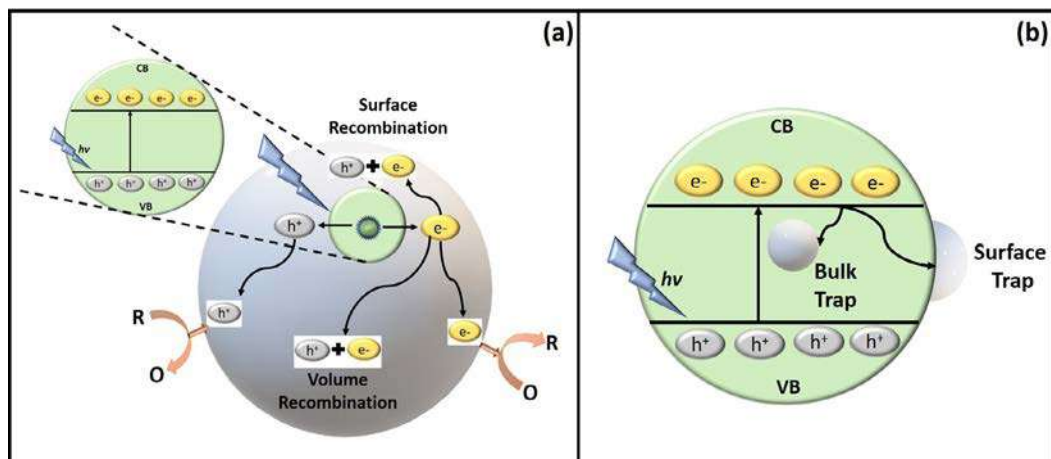 (a)
CB
e- e- e- e-
hv
h⁺ h⁺ h⁺ h⁺
VB
Surface
Recombination
h⁺ + e-
h⁺
e-
h⁺
R
O
h⁺ + e-
Volume
Recombination
e-
R
O
(b)
CB
e- e- e- e-
hv
Bulk
Trap
Surface
Trap
h⁺ h⁺ h⁺ h⁺
VB